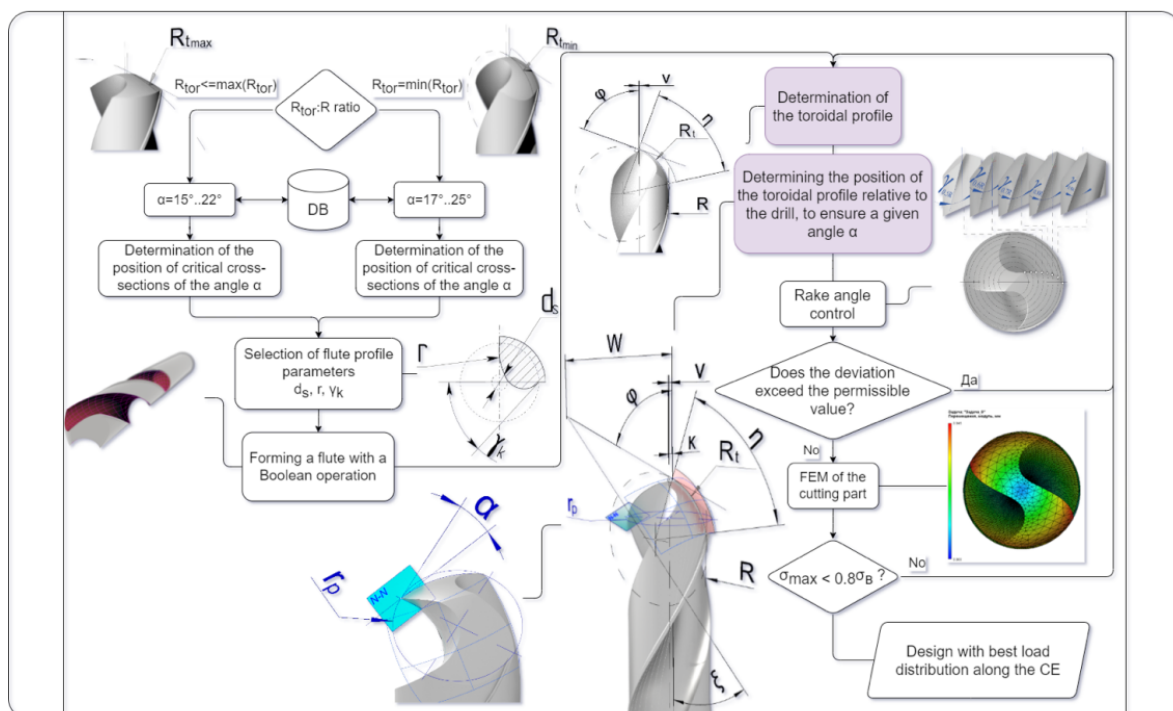 Rtmax
Rtmin
Rtor<=max(Rtor)
Rtor:R ratio
Rtor=min(Rtor)
α=15°..22°
DB
α=17°..25°
Determination of the
position of critical cross-
sections of the angle α
Determination of the
position of critical cross-
sections of the angle α
Selection of flute profile
parameters
ds, r, γk
Forming a flute with a
Boolean operation
r
ds
γk
α
rp
N-N
φ
v
η
Rt
R
Determination of
the toroidal profile
Determining the position
of the toroidal profile
relative to
the drill, to ensure a given
angle α
Rake angle
control
Does the deviation
exceed the permissible
value?
Да
No
FEM of the
cutting part
σmax < 0.8σB ?
No
Design with best load
distribution along the CE
W
v
φ
κ
η
Rt
rp
R
ξ